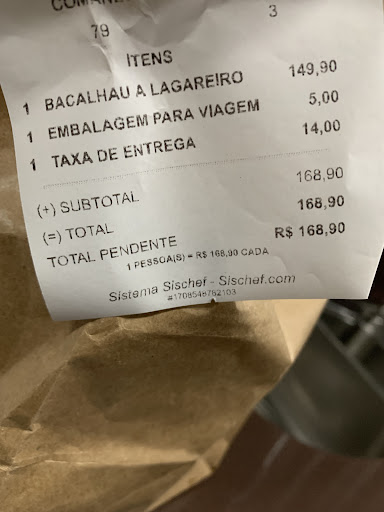 79 3
ITENS
1 BACALHAU A LAGAREIRO 149,90
1 EMBALAGEM PARA VIAGEM 5,00
1 TAXA DE ENTREGA 14,00
(+) SUBTOTAL 168,90
(=) TOTAL 168,90
TOTAL PENDENTE R$ 168,90
1 PESSOA(S) = R$ 168,90 CADA
Sistema Sischef - Sischef.com